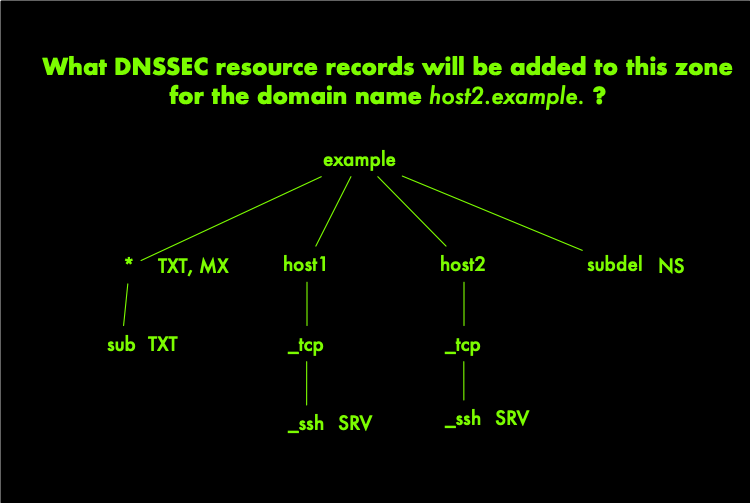 What DNSSEC resource records will be added to this zone
for the domain name host2.example. ?
example
* TXT, MX
host1
host2
subdel NS
sub TXT
_tcp
_tcp
_ssh SRV
_ssh SRV